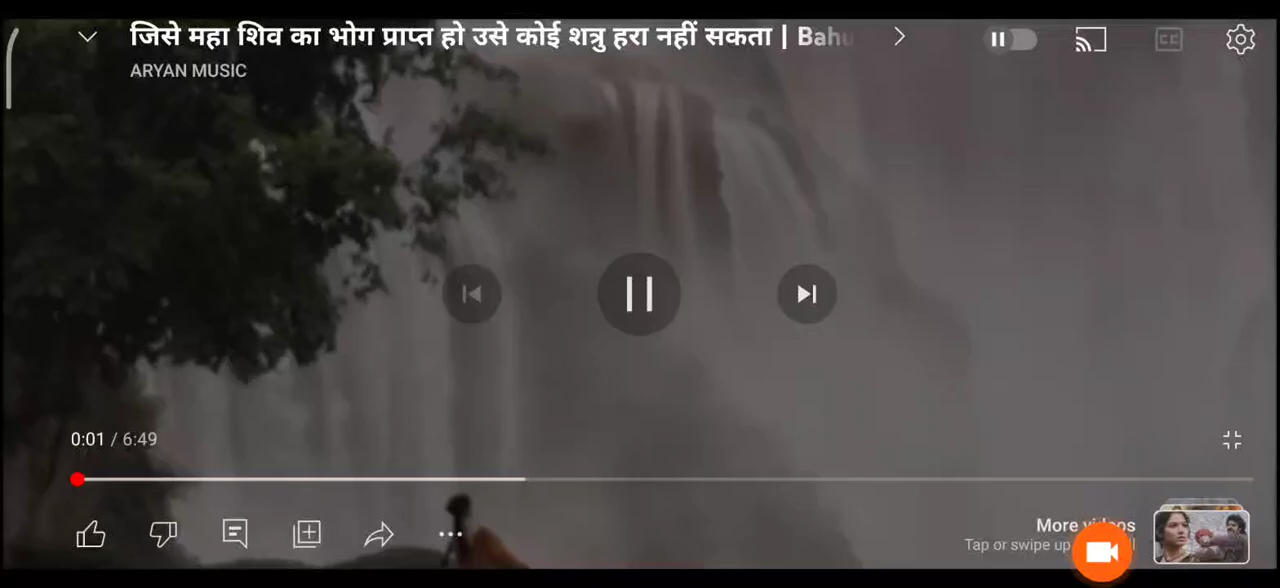 जिसे महा शिव का भोग प्राप्त हो उसे कोई शत्रु हरा नहीं सकता | Bahu
ARYAN MUSIC
CC
0:01 / 6:49
More videos
Tap or swipe up